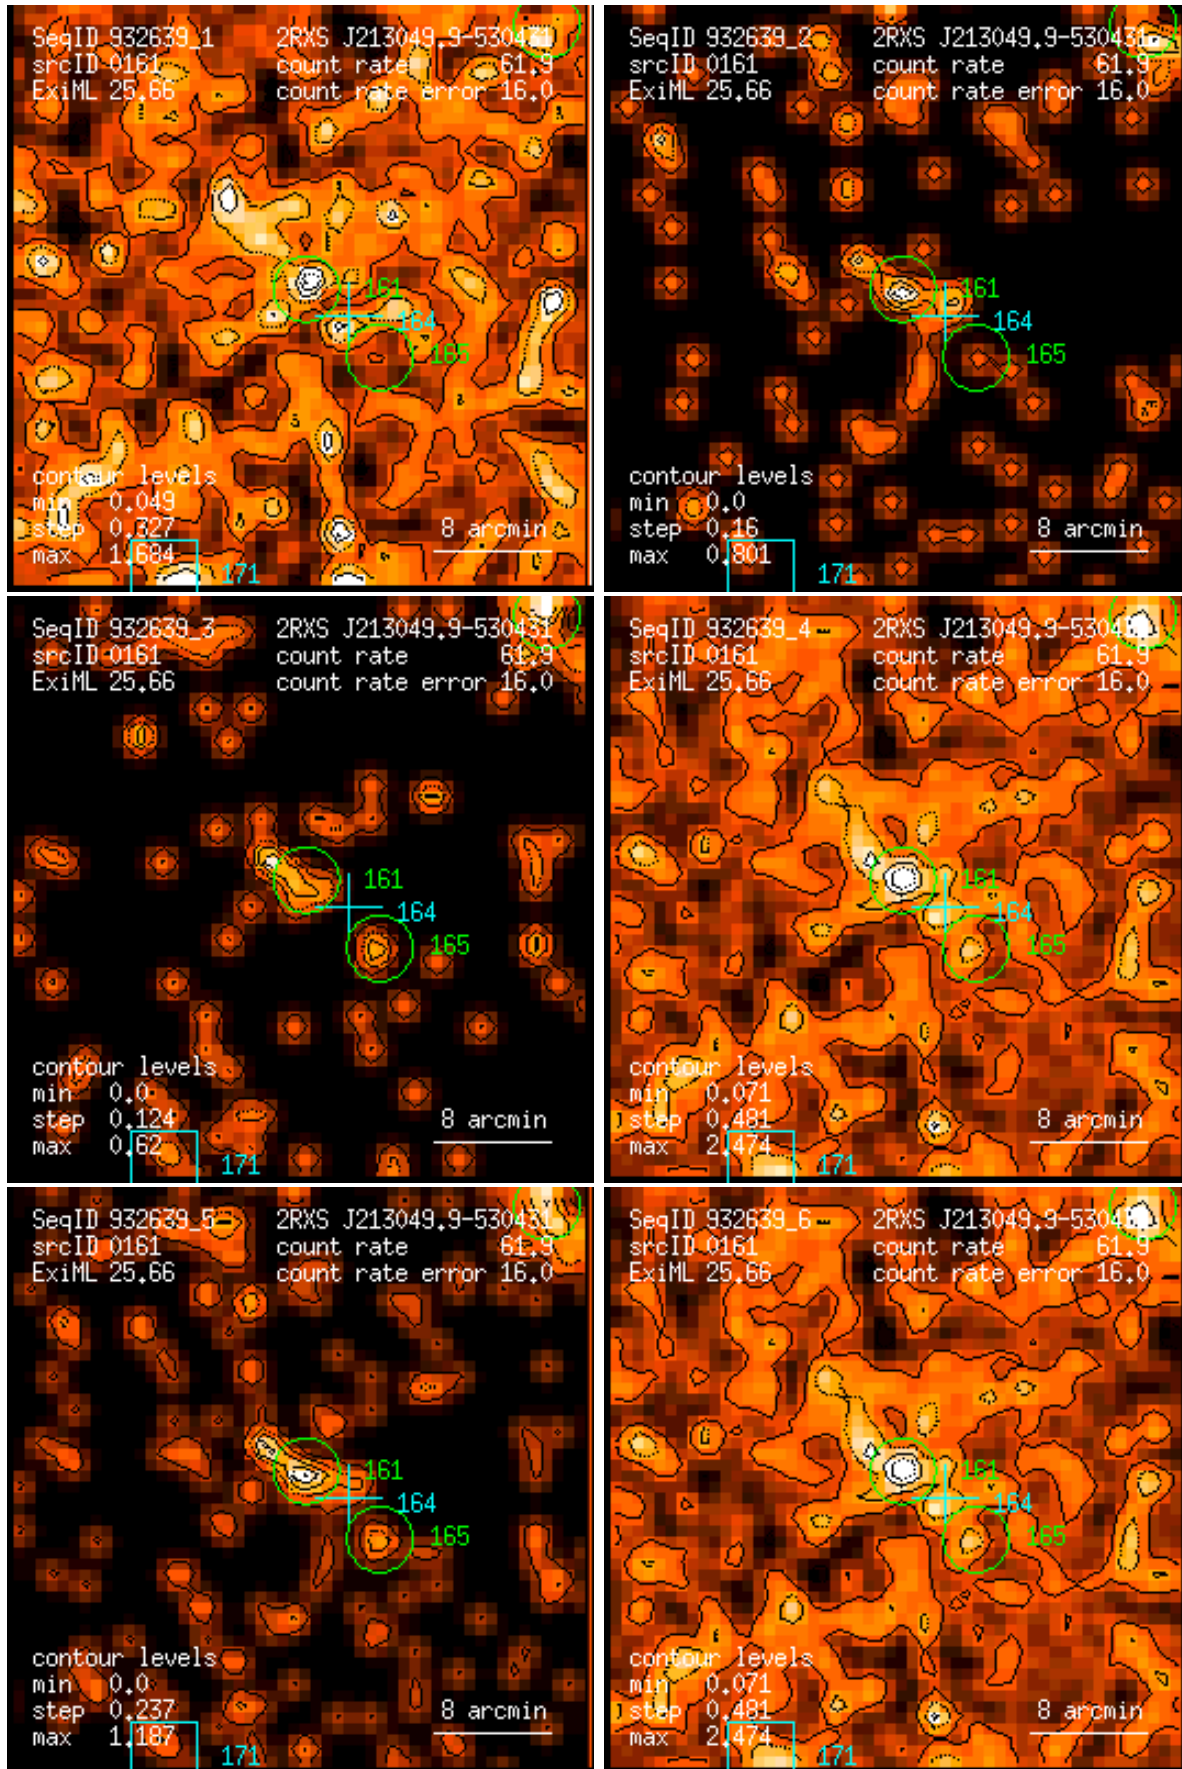 SeqID 932639_1 2RXS J213049.9-530431
srcID 0161 count rate 61.9
ExiML 25.66 count rate error 16.0
161
164
165
contour levels
min 0.049
step 0.327 8 arcmin
max 1.684
171
SeqID 932639_2 2RXS J213049.9-530431
srcID 0161 count rate 61.9
ExiML 25.66 count rate error 16.0
161
164
165
contour levels
min 0.0
step 0.16 8 arcmin
max 0.801
171
SeqID 932639_3 2RXS J213049.9-530431
srcID 0161 count rate 61.9
ExiML 25.66 count rate error 16.0
161
164
165
contour levels
min 0.0
step 0.124 8 arcmin
max 0.62
171
SeqID 932639_4 2RXS J213049.9-530431
srcID 0161 count rate 61.9
ExiML 25.66 count rate error 16.0
161
164
165
contour levels
min 0.071
step 0.481 8 arcmin
max 2.474
171
SeqID 932639_5 2RXS J213049.9-530431
srcID 0161 count rate 61.9
ExiML 25.66 count rate error 16.0
161
164
165
contour levels
min 0.0
step 0.237 8 arcmin
max 1.187
171
SeqID 932639_6 2RXS J213049.9-530431
srcID 0161 count rate 61.9
ExiML 25.66 count rate error 16.0
161
164
165
contour levels
min 0.071
step 0.481 8 arcmin
max 2.474
171